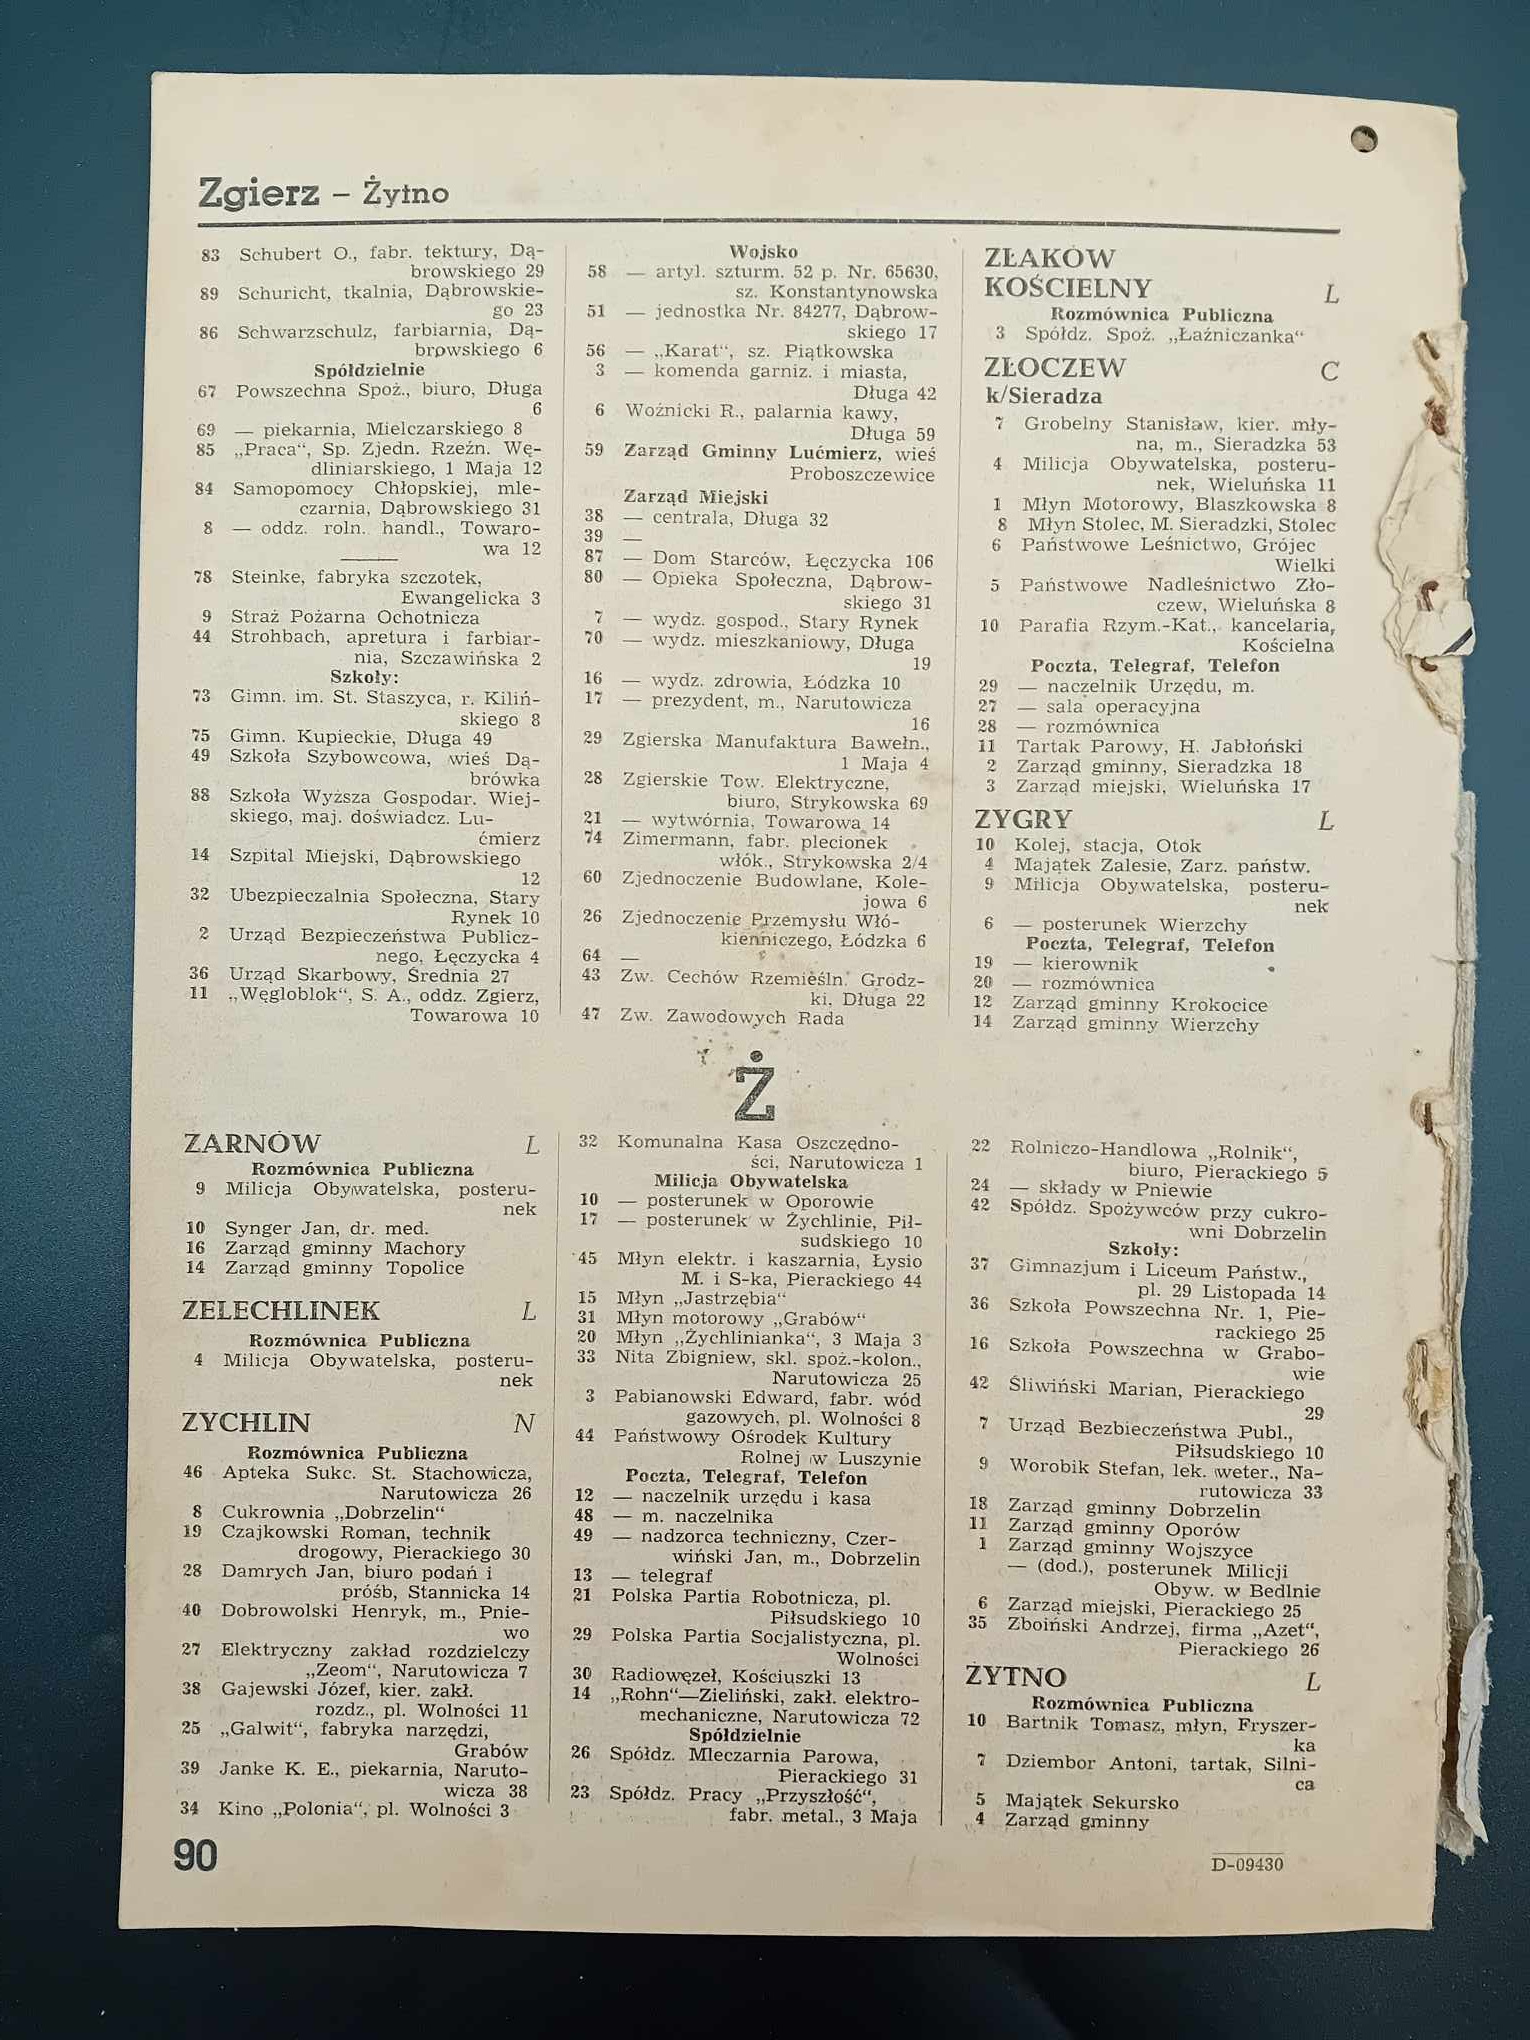 Zgierz – Żytno
83 Schubert O., fabr. tektury, Dą-
browskiego 29
89 Schuricht, tkalnia, Dąbrowskie-
go 23
86 Schwarzschulz, farbiarnia, Dą-
browskiego 6
Spółdzielnie
67 Powszechna Spoż., biuro, Długa
6
69 — piekarnia, Mielczarskiego 8
85 „Praca“, Sp. Zjedn. Rzeźn. Wę-
dliniarskiego, 1 Maja 12
84 Samopomocy Chłopskiej, mle-
czarnia, Dąbrowskiego 31
8 — oddz. roln. handl., Towaro-
wa 12
78 Steinke, fabryka szczotek,
Ewangelicka 3
9 Straż Pożarna Ochotnicza
44 Strohbach, apretura i farbiar-
nia, Szczawińska 2
Szkoły:
73 Gimn. im. St. Staszyca, r. Kiliń-
skiego 8
75 Gimn. Kupieckie, Długa 49
49 Szkoła Szybowcowa, wieś Dą-
brówka
88 Szkoła Wyższa Gospodar. Wiej-
skiego, maj. doświadcz. Lu-
ćmierz
14 Szpital Miejski, Dąbrowskiego
12
32 Ubezpieczalnia Społeczna, Stary
Rynek 10
2 Urząd Bezpieczeństwa Publicz-
nego, Łęczycka 4
36 Urząd Skarbowy, Średnia 27
11 „Węgloblok“, S. A., oddz. Zgierz,
Towarowa 10
Wojsko
58 — artyl. szturm. 52 p. Nr. 65630,
sz. Konstantynowska
51 — jednostka Nr. 84277, Dąbrow-
skiego 17
56 — „Karat“, sz. Piątkowska
3 — komenda garniz. i miasta,
Długa 42
6 Woźnicki R., palarnia kawy,
Długa 59
59 Zarząd Gminny Lućmierz, wieś
Proboszczewice
Zarząd Miejski
38 — centrala, Długa 32
39 —
87 — Dom Starców, Łęczycka 106
80 — Opieka Społeczna, Dąbrow-
skiego 31
7 — wydz. gospod., Stary Rynek
70 — wydz. mieszkaniowy, Długa
19
16 — wydz. zdrowia, Łódzka 10
17 — prezydent, m., Narutowicza
16
29 Zgierska Manufaktura Bawełn.,
1 Maja 4
28 Zgierskie Tow. Elektryczne,
biuro, Strykowska 69
21 — wytwórnia, Towarowa 14
74 Zimermann, fabr. plecionek
włók., Strykowska 2/4
60 Zjednoczenie Budowlane, Kole-
jowa 6
26 Zjednoczenie Przemysłu Włó-
kienniczego, Łódzka 6
64 —
43 Zw. Cechów Rzemieśln. Grodz-
ki, Długa 22
47 Zw. Zawodowych Rada
ZŁAKÓW
KOŚCIELNY L
Rozmównica Publiczna
3 Spółdz. Spoż. „Łaźniczanka“
ZŁOCZEW C
k/Sieradza
7 Grobelny Stanisław, kier. mły-
na, m., Sieradzka 53
4 Milicja Obywatelska, posteru-
nek, Wieluńska 11
1 Młyn Motorowy, Blaszkowska 8
8 Młyn Stolec, M. Sieradzki, Stolec
6 Państwowe Leśnictwo, Grójec
Wielki
5 Państwowe Nadleśnictwo Zło-
czew, Wieluńska 8
10 Parafia Rzym.-Kat., kancelaria,
Kościelna
Poczta, Telegraf, Telefon
29 — naczelnik Urzędu, m.
27 — sala operacyjna
28 — rozmównica
11 Tartak Parowy, H. Jabłoński
2 Zarząd gminny, Sieradzka 18
3 Zarząd miejski, Wieluńska 17
ZYGRY L
10 Kolej, stacja, Otok
4 Majątek Zalesie, Zarz. państw.
9 Milicja Obywatelska, posteru-
nek
6 — posterunek Wierzchy
Poczta, Telegraf, Telefon
19 — kierownik
20 — rozmównica
12 Zarząd gminny Krokocice
14 Zarząd gminny Wierzchy
Ż
ŻARNÓW L
Rozmównica Publiczna
9 Milicja Obywatelska, posteru-
nek
10 Synger Jan, dr. med.
16 Zarząd gminny Machory
14 Zarząd gminny Topolice
ŻELECHLINEK L
Rozmównica Publiczna
4 Milicja Obywatelska, posteru-
nek
ŻYCHLIN N
Rozmównica Publiczna
46 Apteka Sukc. St. Stachowicza,
Narutowicza 26
8 Cukrownia „Dobrzelin“
19 Czajkowski Roman, technik
drogowy, Pierackiego 30
28 Damrych Jan, biuro podań i
próśb, Stannicka 14
40 Dobrowolski Henryk, m., Pnie-
wo
27 Elektryczny zakład rozdzielczy
„Zeom“, Narutowicza 7
38 Gajewski Józef, kier. zakł.
rozdz., pl. Wolności 11
25 „Galwit“, fabryka narzędzi,
Grabów
39 Janke K. E., piekarnia, Naruto-
wicza 38
34 Kino „Polonia“, pl. Wolności 3
32 Komunalna Kasa Oszczędno-
ści, Narutowicza 1
Milicja Obywatelska
10 — posterunek w Oporowie
17 — posterunek w Żychlinie, Pił-
sudskiego 10
45 Młyn elektr. i kaszarnia, Łysio
M. i S-ka, Pierackiego 44
15 Młyn „Jastrzębia“
31 Młyn motorowy „Grabów“
20 Młyn „Żychlinianka“, 3 Maja 3
33 Nita Zbigniew, skl. spoż.-kolon.,
Narutowicza 25
3 Pabianowski Edward, fabr. wód
gazowych, pl. Wolności 8
44 Państwowy Ośrodek Kultury
Rolnej w Luszynie
Poczta, Telegraf, Telefon
12 — naczelnik urzędu i kasa
48 — m. naczelnika
49 — nadzorca techniczny, Czer-
wiński Jan, m., Dobrzelin
13 — telegraf
21 Polska Partia Robotnicza, pl.
Piłsudskiego 10
29 Polska Partia Socjalistyczna, pl.
Wolności
30 Radiowęzeł, Kościuszki 13
14 „Rohn“—Zieliński, zakł. elektro-
mechaniczne, Narutowicza 72
Spółdzielnie
26 Spółdz. Mleczarnia Parowa,
Pierackiego 31
23 Spółdz. Pracy „Przyszłość“,
fabr. metal., 3 Maja
22 Rolniczo-Handlowa „Rolnik“,
biuro, Pierackiego 5
24 — składy w Pniewie
42 Spółdz. Spożywców przy cukro-
wni Dobrzelin
Szkoły:
37 Gimnazjum i Liceum Państw.,
pl. 29 Listopada 14
36 Szkoła Powszechna Nr. 1, Pie-
rackiego 25
16 Szkoła Powszechna w Grabo-
wie
42 Śliwiński Marian, Pierackiego
29
7 Urząd Bezbieczeństwa Publ.,
Piłsudskiego 10
9 Worobik Stefan, lek. weter., Na-
rutowicza 33
18 Zarząd gminny Dobrzelin
11 Zarząd gminny Oporów
1 Zarząd gminny Wojszyce
— (dod.), posterunek Milicji
Obyw. w Bedlnie
6 Zarząd miejski, Pierackiego 25
35 Zboiński Andrzej, firma „Azet“,
Pierackiego 26
ŻYTNO L
Rozmównica Publiczna
10 Bartnik Tomasz, młyn, Fryszer-
ka
7 Dziembor Antoni, tartak, Silni-
ca
5 Majątek Sekursko
4 Zarząd gminny
90
D-09430